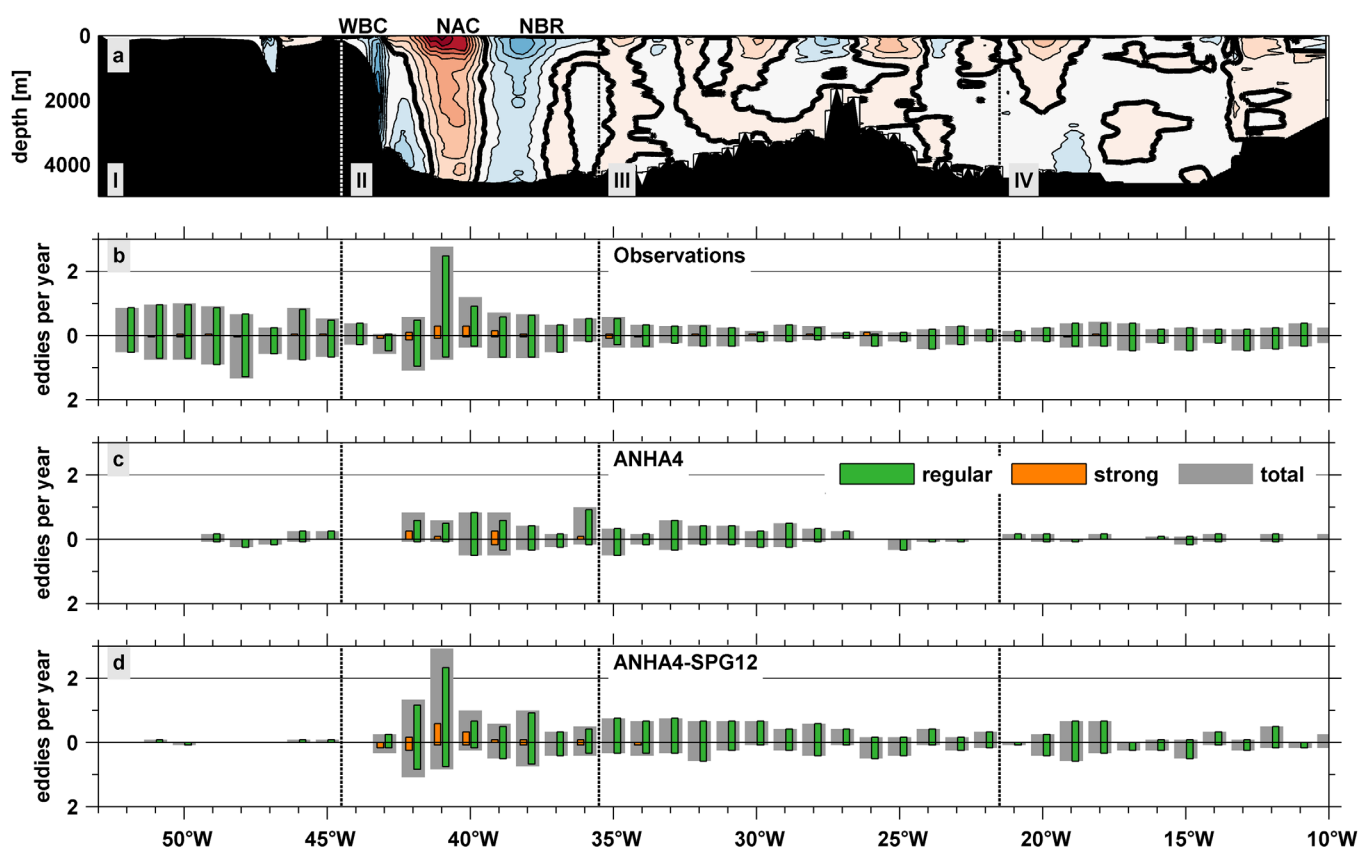 WBC NAC NBR
a
0
2000
4000
depth [m]
I II III IV
b Observations
2
0
2
eddies per year
c ANHA4
regular strong total
2
0
2
eddies per year
d ANHA4-SPG12
2
0
2
eddies per year
50°W 45°W 40°W 35°W 30°W 25°W 20°W 15°W 10°W